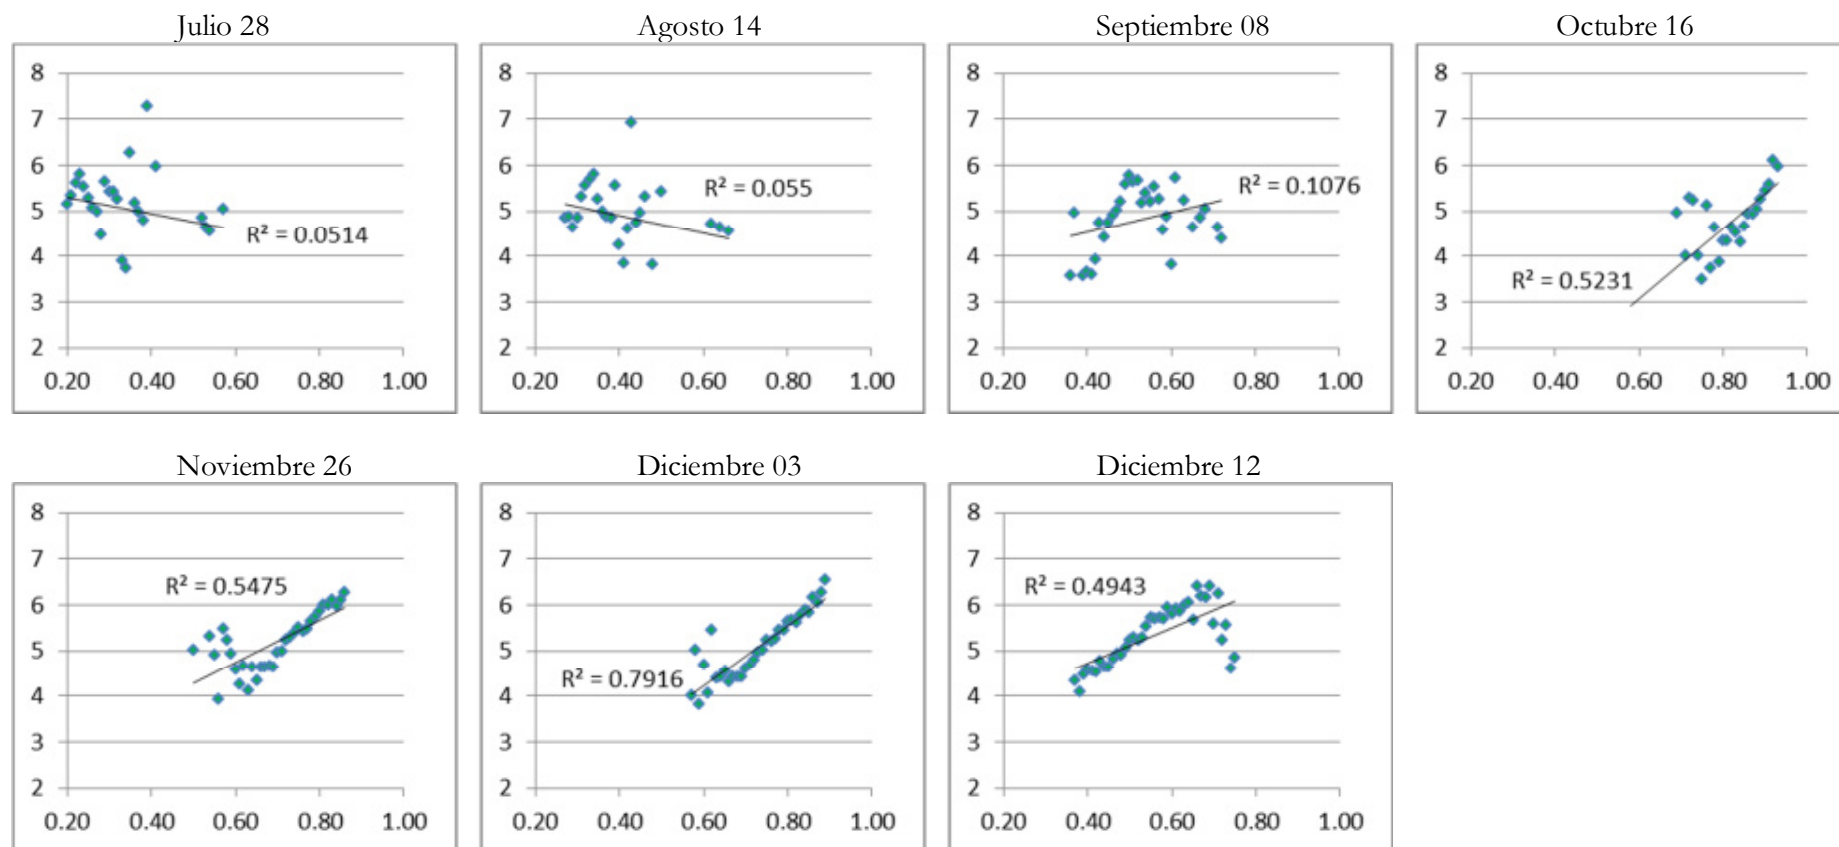 Julio 28
Agosto 14
Septiembre 08
Octubre 16
8
7
6
5
4
3
2
R² = 0.0514
0.20 0.40 0.60 0.80 1.00
8
7
6
5
4
3
2
R² = 0.055
0.20 0.40 0.60 0.80 1.00
8
7
6
5
4
3
2
R² = 0.1076
0.20 0.40 0.60 0.80 1.00
8
7
6
5
4
3
2
R² = 0.5231
0.20 0.40 0.60 0.80 1.00
Noviembre 26
Diciembre 03
Diciembre 12
8
7
6
5
4
3
2
R² = 0.5475
0.20 0.40 0.60 0.80 1.00
8
7
6
5
4
3
2
R² = 0.7916
0.20 0.40 0.60 0.80 1.00
8
7
6
5
4
3
2
R² = 0.4943
0.20 0.40 0.60 0.80 1.00